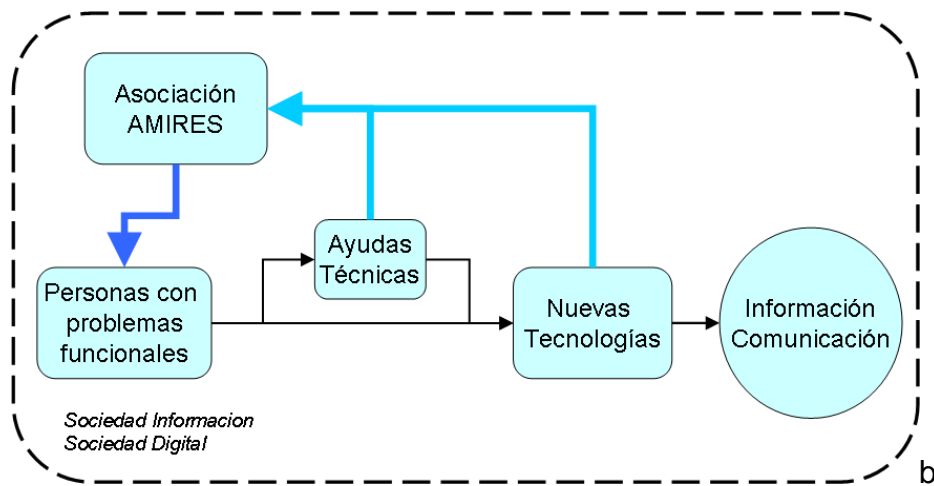 Asociación
AMIRES
Ayudas
Técnicas
Personas con
problemas
funcionales
Nuevas
Tecnologías
Información
Comunicación
Sociedad Informacion
Sociedad Digital
b